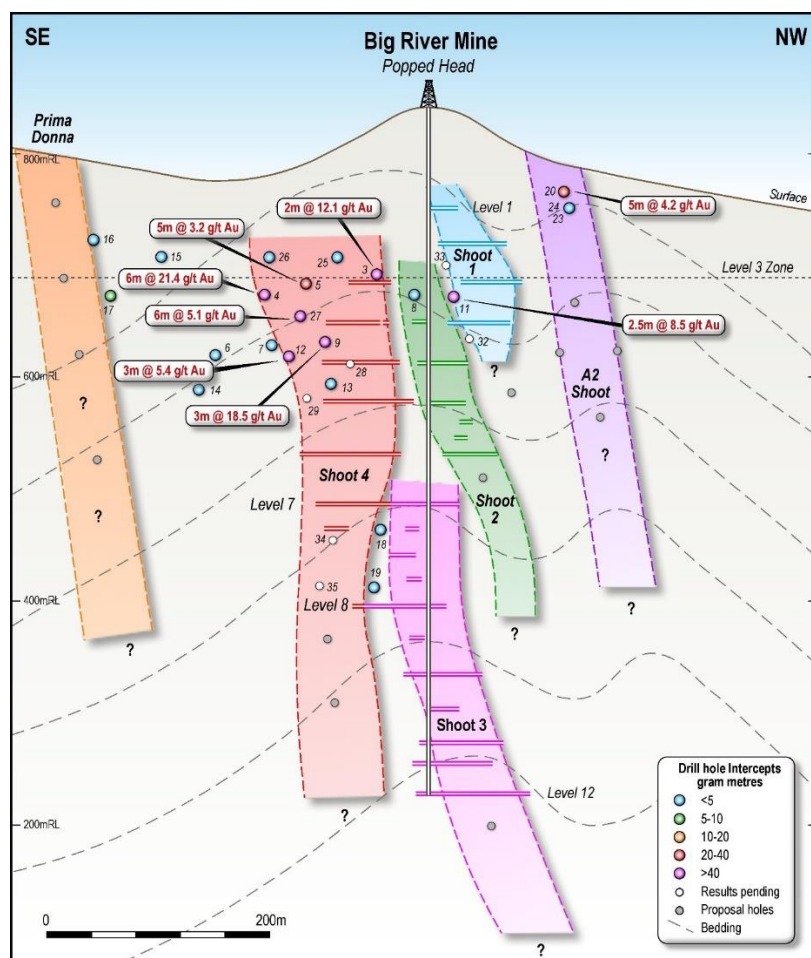 SE
Big River Mine
NW
Popped Head
Prima
Donna
800mRL
Surface
2m @ 12.1 g/t Au
5m @ 3.2 g/t Au
6m @ 21.4 g/t Au
6m @ 5.1 g/t Au
3m @ 5.4 g/t Au
3m @ 18.5 g/t Au
5m @ 4.2 g/t Au
2.5m @ 8.5 g/t Au
Level 1
Shoot
1
Level 3 Zone
20
24
23
16
15
26
25
3
33
17
4
5
8
11
27
32
6
7
12
9
28
14
13
29
600mRL
?
A2
Shoot
?
?
?
Shoot 4
Level 7
Shoot
2
18
34
19
35
400mRL
Level 8
?
?
?
Shoot 3
Level 12
200mRL
?
?
0
200m
Drill hole Intercepts
gram metres
<5
5-10
10-20
20-40
>40
Results pending
Proposal holes
Bedding